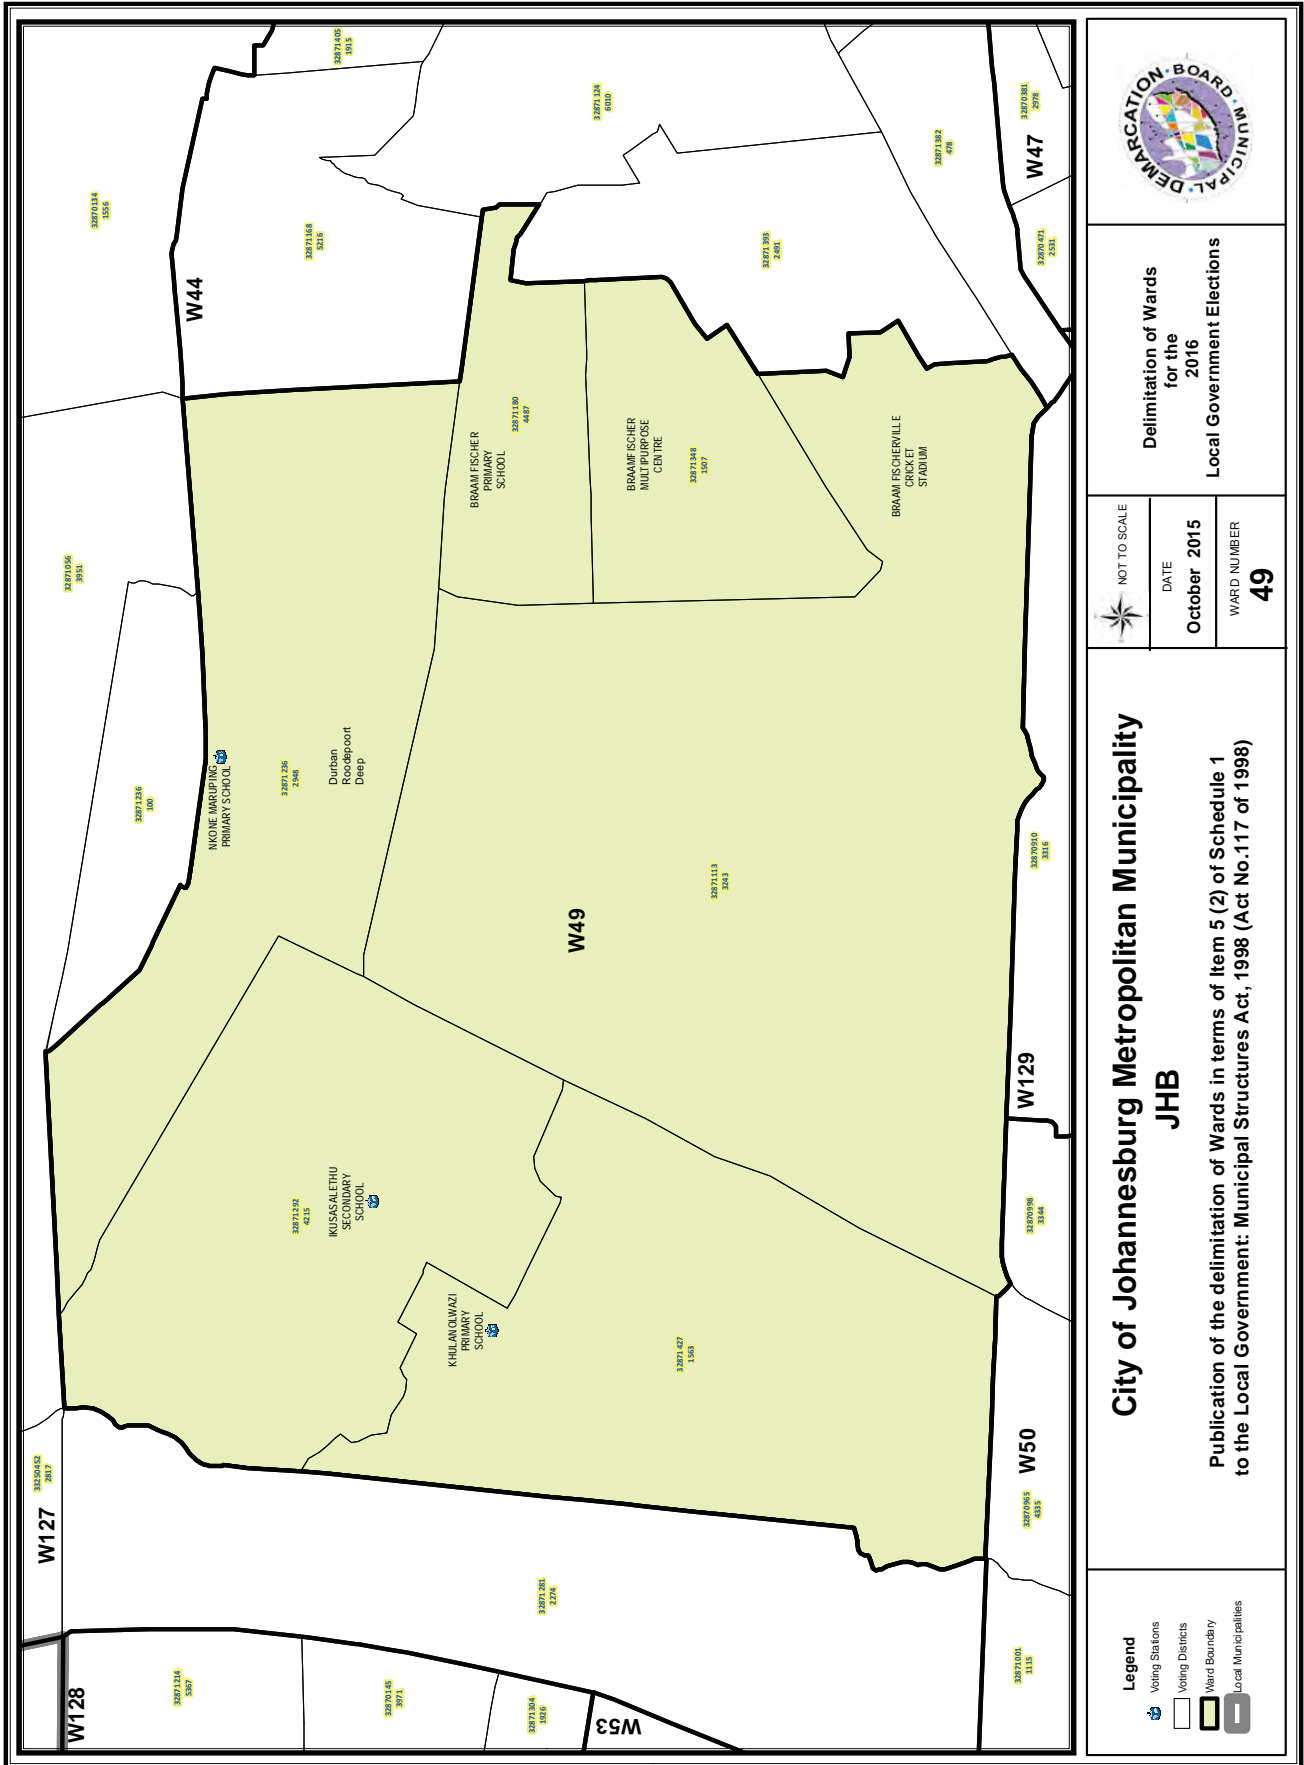 W127
33250452
2817
W128
32871214
5367
32870145
3971
32871304
1926
W53
32871281
2274
32871001
1115
W50
32870965
4335
32870998
3344
W129
32870910
3316
32871056
3951
32871236
100
NKONE MARUPING
PRIMARY SCHOOL
32871236
2948
Durban
Roodepoort
Deep
IKUSASALETHU
SECONDARY
SCHOOL
32871292
4215
KHULANOLWAZI
PRIMARY
SCHOOL
32871427
1563
W49
32871113
3243
BRAAM FISCHER
PRIMARY
SCHOOL
32871180
4487
BRAAMFISCHER
MULTIPURPOSE
CENTRE
32871348
1507
BRAAM FISCHERVILLE
CRICKET
STADIUM
W44
32870134
1556
32871168
5216
32871405
1915
32871124
6010
32871393
2491
32871382
478
W47
32870381
2978
32870471
2531
Legend
Voting Stations
Voting Districts
Ward Boundary
Local Municipalities
City of Johannesburg Metropolitan Municipality
JHB
Publication of the delimitation of Wards in terms of Item 5 (2) of Schedule 1
to the Local Government: Municipal Structures Act, 1998 (Act No.117 of 1998)
NOT TO SCALE
DATE
October 2015
WARD NUMBER
49
Delimitation of Wards
for the
2016
Local Government Elections
MUNICIPAL DEMARCATION BOARD